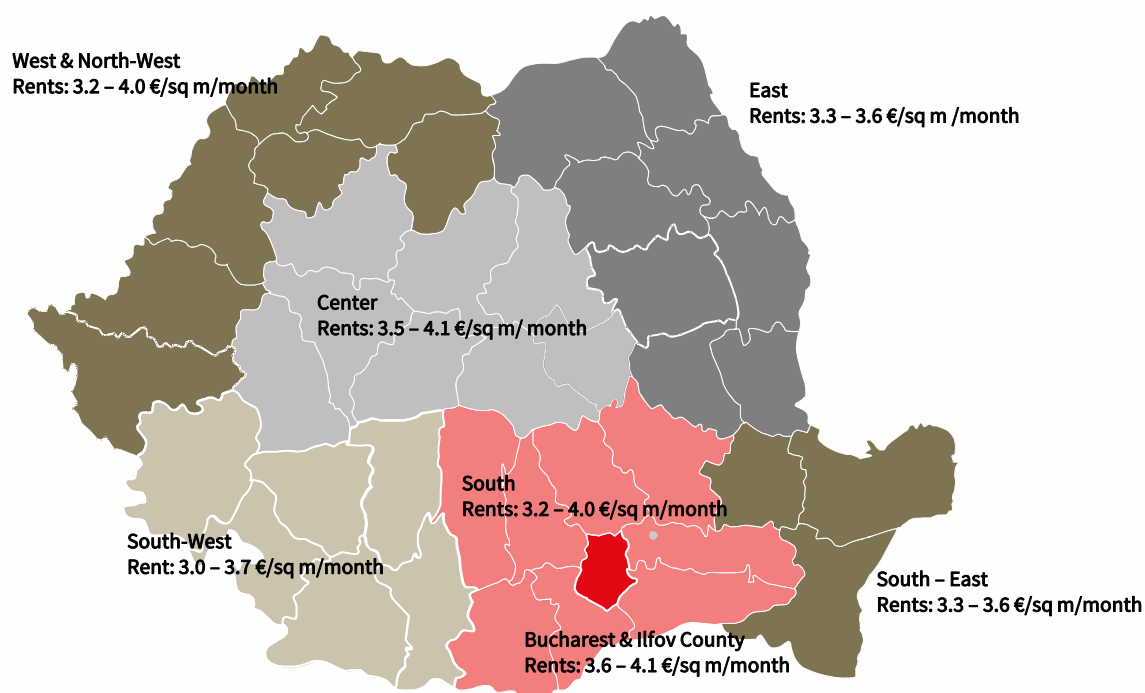 West & North-West
Rents: 3.2 – 4.0 €/sq m/month
East
Rents: 3.3 – 3.6 €/sq m /month
Center
Rents: 3.5 – 4.1 €/sq m/ month
South
Rents: 3.2 – 4.0 €/sq m/month
South-West
Rent: 3.0 – 3.7 €/sq m/month
South – East
Rents: 3.3 – 3.6 €/sq m/month
Bucharest & Ilfov County
Rents: 3.6 – 4.1 €/sq m/month